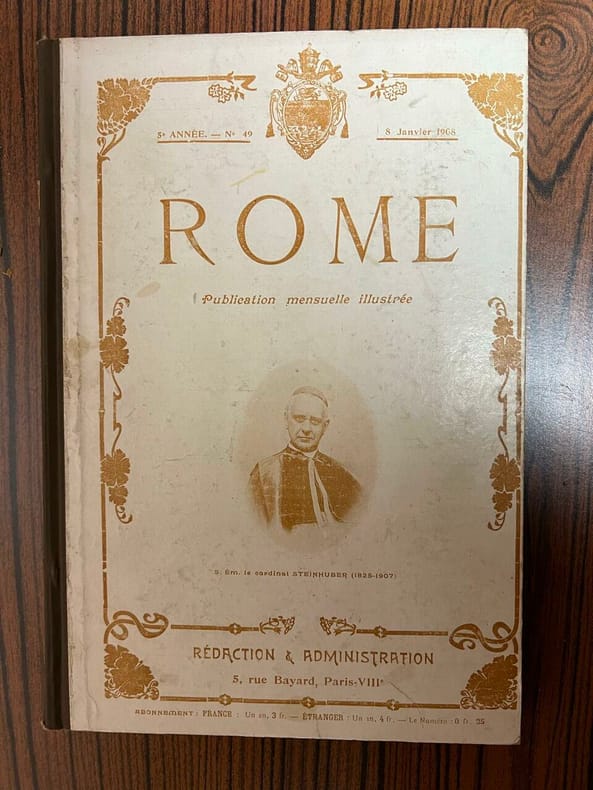 5e ANNÉE. — No 49
8 Janvier 1908
ROME
Publication mensuelle illustrée
S. Ém. le cardinal STEINHUBER (1825-1907)
RÉDACTION & ADMINISTRATION
5, rue Bayard, Paris-VIIIe
ABONNEMENT : FRANCE : Un an, 3 fr. — ÉTRANGER : Un an, 4 fr. — Le Numéro : 0 fr. 25